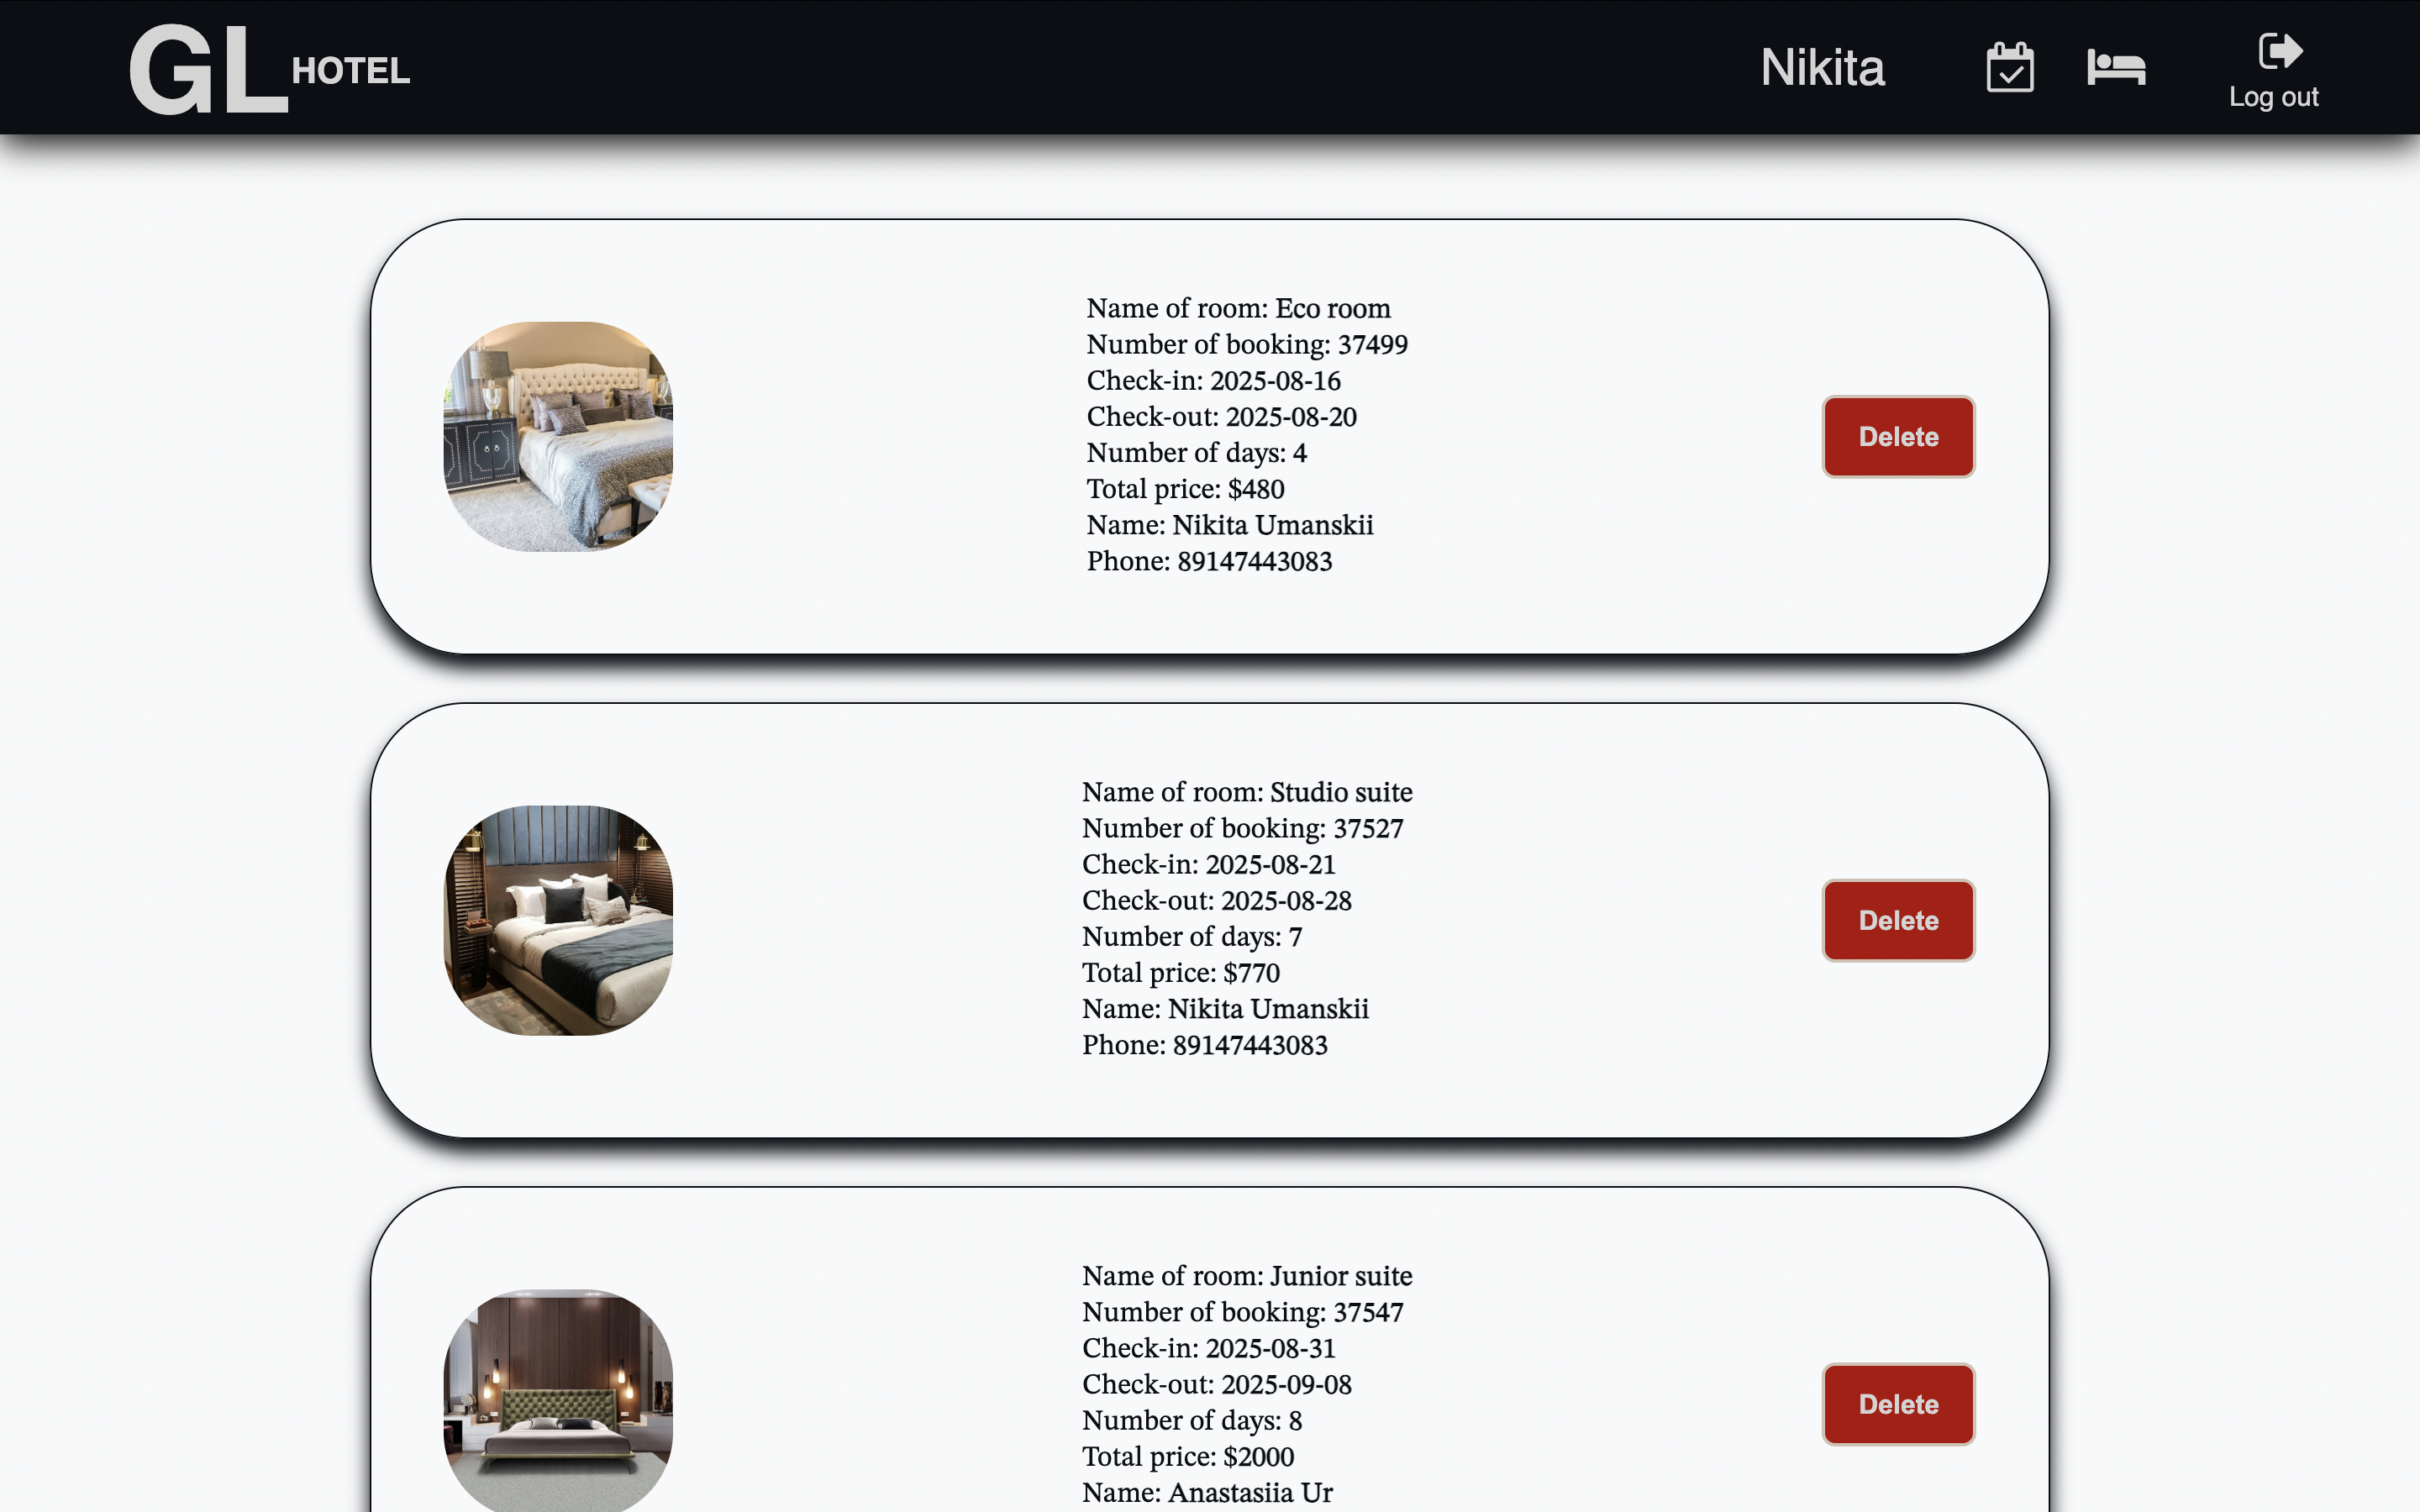 GL HOTEL
Nikita
Log out
Name of room: Eco room
Number of booking: 37499
Check-in: 2025-08-16
Check-out: 2025-08-20
Number of days: 4
Total price: $480
Name: Nikita Umanskii
Phone: 89147443083
Delete
Name of room: Studio suite
Number of booking: 37527
Check-in: 2025-08-21
Check-out: 2025-08-28
Number of days: 7
Total price: $770
Name: Nikita Umanskii
Phone: 89147443083
Delete
Name of room: Junior suite
Number of booking: 37547
Check-in: 2025-08-31
Check-out: 2025-09-08
Number of days: 8
Total price: $2000
Name: Anastasiia Ur
Delete